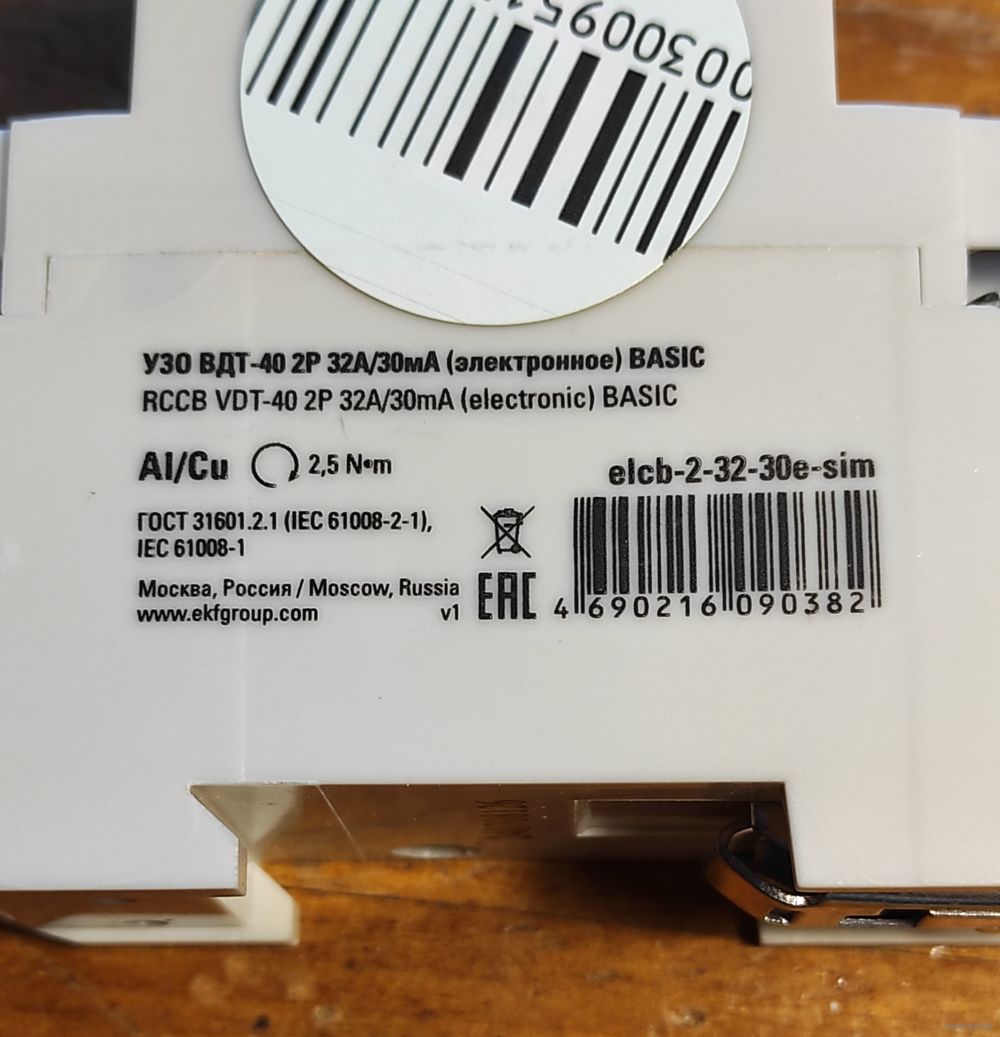 УЗО ВДТ-40 2P 32А/30мА (электронное) BASIC
RCCB VDT-40 2P 32A/30mA (electronic) BASIC
Al/Cu 2,5 N•m
elcb-2-32-30e-sim
ГОСТ 31601.2.1 (IEC 61008-2-1),
IEC 61008-1
Москва, Россия / Moscow, Russia
www.ekfgroup.com v1
EAC
4 690216 090382